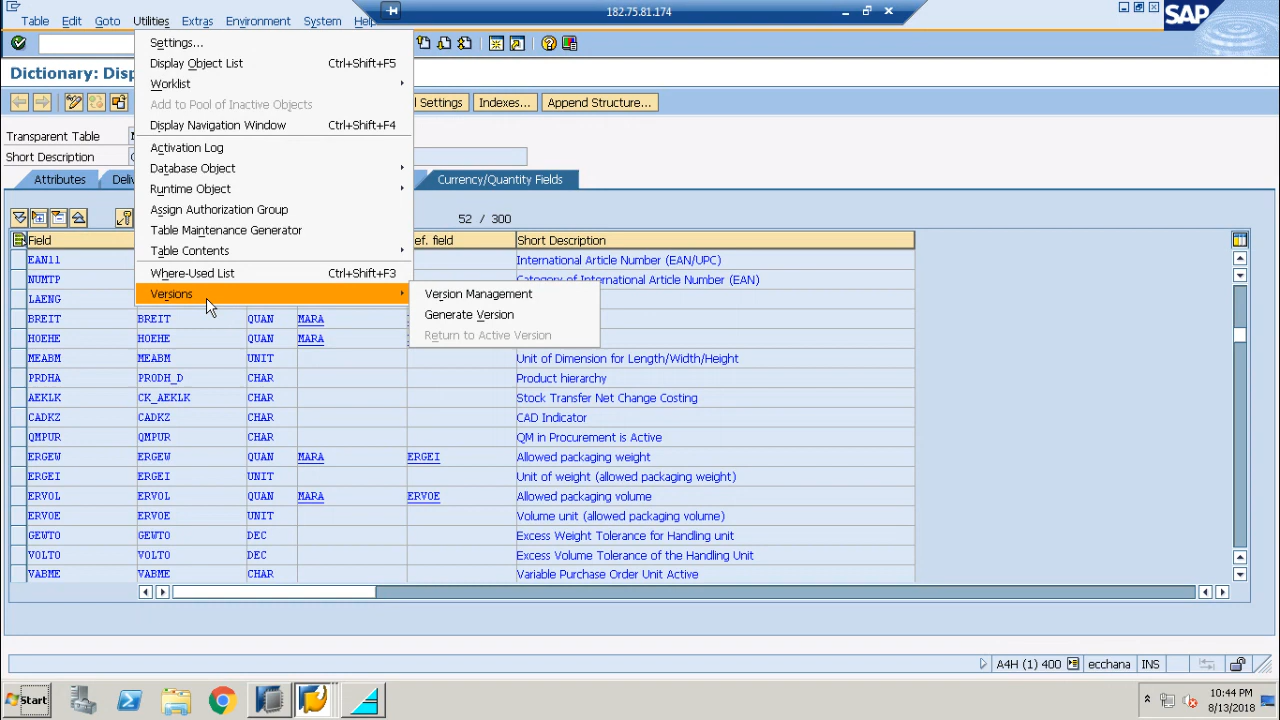 182.75.81.174
Table Edit Goto Utilities Extras Environment System Help
SAP
Dictionary: Disp
Settings...
Display Object List Ctrl+Shift+F5
Worklist
Add to Pool of Inactive Objects
Display Navigation Window Ctrl+Shift+F4
Activation Log
Database Object
Runtime Object
Assign Authorization Group
Table Maintenance Generator
Table Contents
Where-Used List Ctrl+Shift+F3
Versions
Version Management
Generate Version
Return to Active Version
Settings Indexes... Append Structure...
Transparent Table
Short Description
Attributes Deli Currency/Quantity Fields
52 / 300
Field ef. field Short Description
EAN11 International Article Number (EAN/UPC)
NUMTP Category of International Article Number (EAN)
LAENG
BREIT BREIT QUAN MARA
HOEHE HOEHE QUAN MARA
MEABM MEABM UNIT Unit of Dimension for Length/Width/Height
PRDHA PRODH_D CHAR Product hierarchy
AEKLK CK_AEKLK CHAR Stock Transfer Net Change Costing
CADKZ CADKZ CHAR CAD Indicator
QMPUR QMPUR CHAR QM in Procurement is Active
ERGEW ERGEW QUAN MARA ERGEI Allowed packaging weight
ERGEI ERGEI UNIT Unit of weight (allowed packaging weight)
ERVOL ERVOL QUAN MARA ERVOE Allowed packaging volume
ERVOE ERVOE UNIT Volume unit (allowed packaging volume)
GEWTO GEWTO DEC Excess Weight Tolerance for Handling unit
VOLTO VOLTO DEC Excess Volume Tolerance of the Handling Unit
VABME VABME CHAR Variable Purchase Order Unit Active
A4H (1) 400 ecchana INS
Start
10:44 PM
8/13/2018